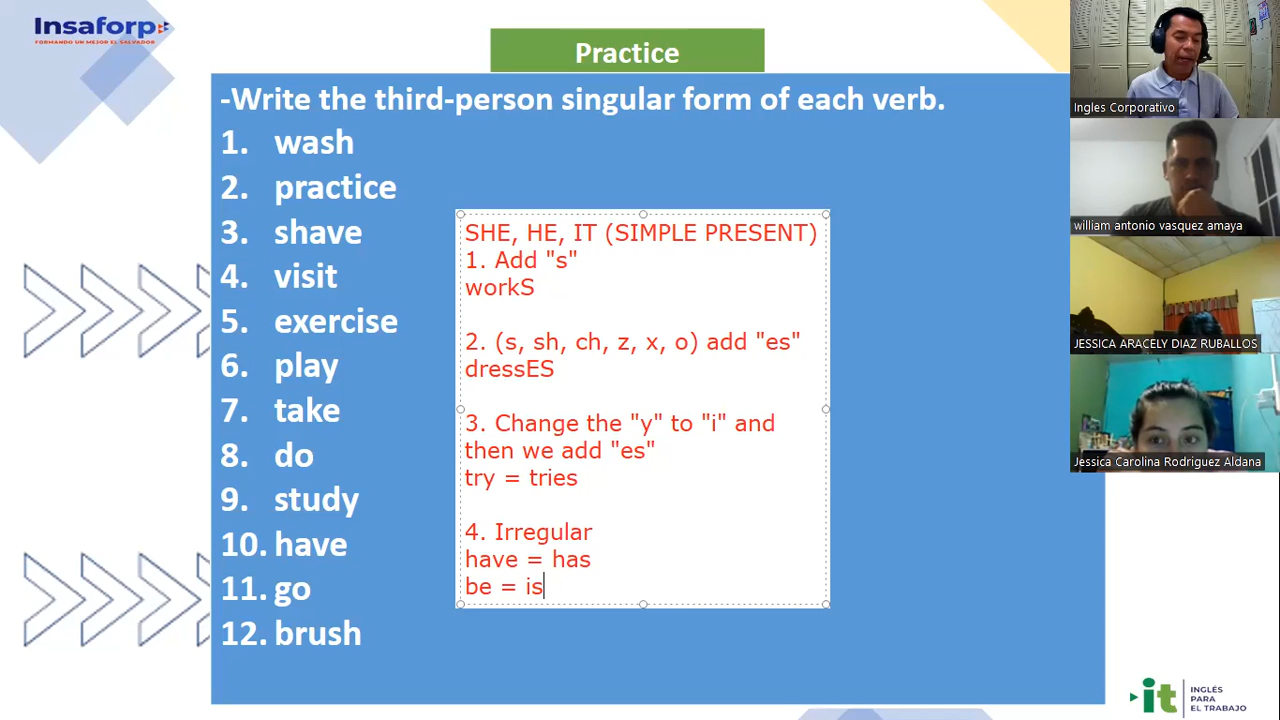 Insaforp
FORMANDO UN MEJOR EL SALVADOR
Practice
-Write the third-person singular form of each verb.
1. wash
2. practice
3. shave
4. visit
5. exercise
6. play
7. take
8. do
9. study
10. have
11. go
12. brush
SHE, HE, IT (SIMPLE PRESENT)
1. Add "s"
workS
2. (s, sh, ch, z, x, o) add "es"
dressES
3. Change the "y" to "i" and
then we add "es"
try = tries
4. Irregular
have = has
be = is
Ingles Corporativo
william antonio vasquez amaya
JESSICA ARACELY DIAZ RUBALLOS
Jessica Carolina Rodriguez Aldana
it
INGLÉS
PARA
EL TRABAJO